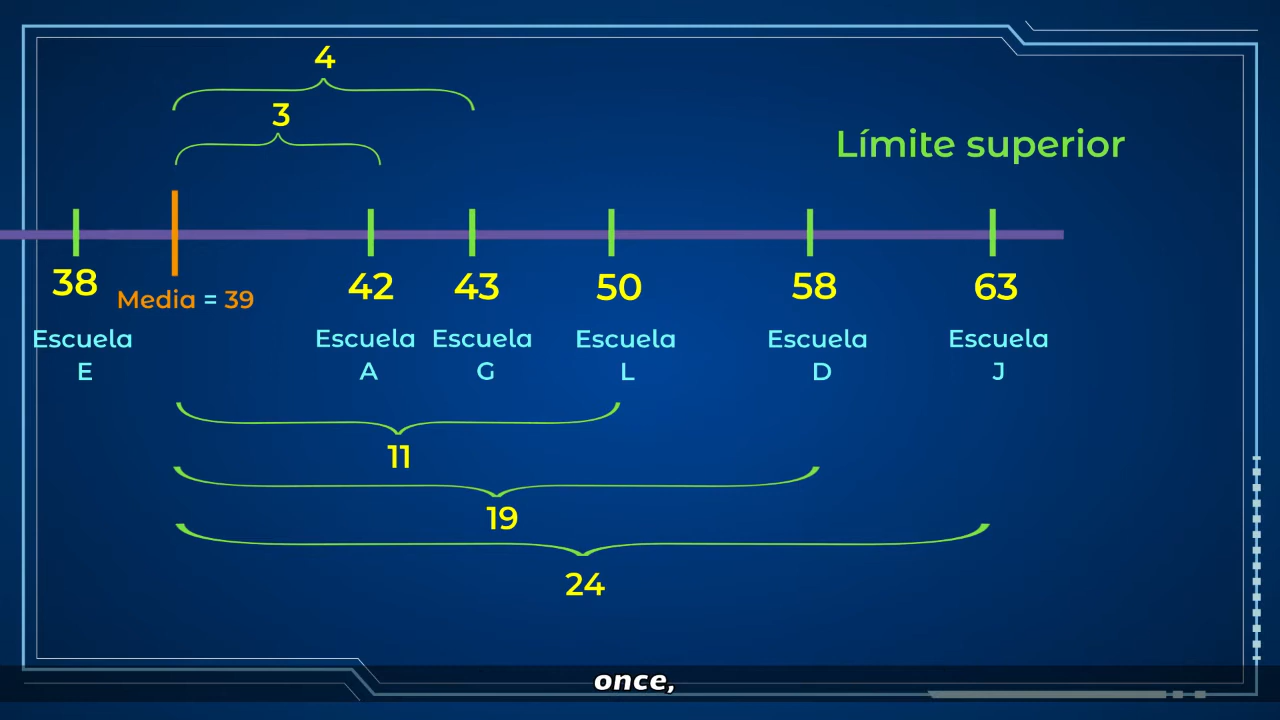 4
3
Límite superior
38
Media = 39
42
43
50
58
63
Escuela
E
Escuela
A
Escuela
G
Escuela
L
Escuela
D
Escuela
J
11
19
24
once,